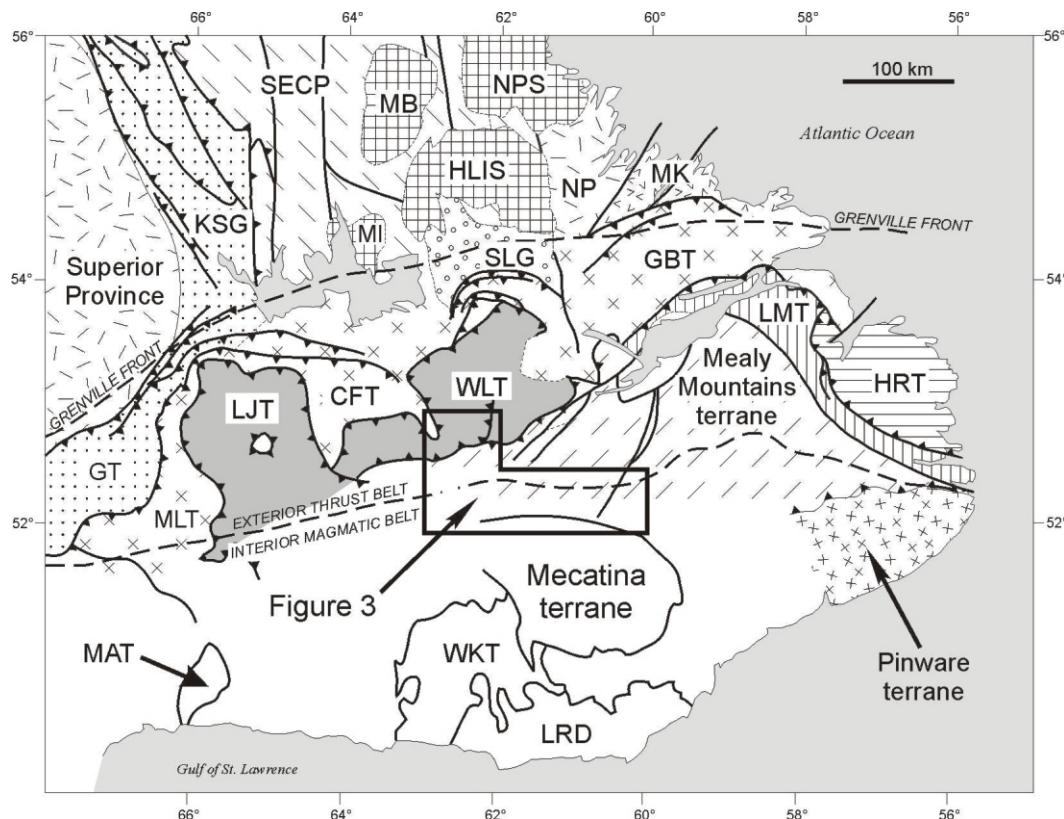 66° 64° 62° 60° 58° 56°
56° 56°
100 km
SECP
MB
NPS
Atlantic Ocean
HLIS
NP
MK
KSG
MI
GRENVILLE FRONT
SLG
GBT
Superior
Province
54° 54°
LMT
Mealy
Mountains
terrane
HRT
GRENVILLE FRONT
LJT
CFT
WLT
GT
MLT
EXTERIOR THRUST BELT
INTERIOR MAGMATIC BELT
52° 52°
Figure 3
Mecatina
terrane
MAT
WKT
Pinware
terrane
LRD
Gulf of St. Lawrence
66° 64° 62° 60° 58° 56°